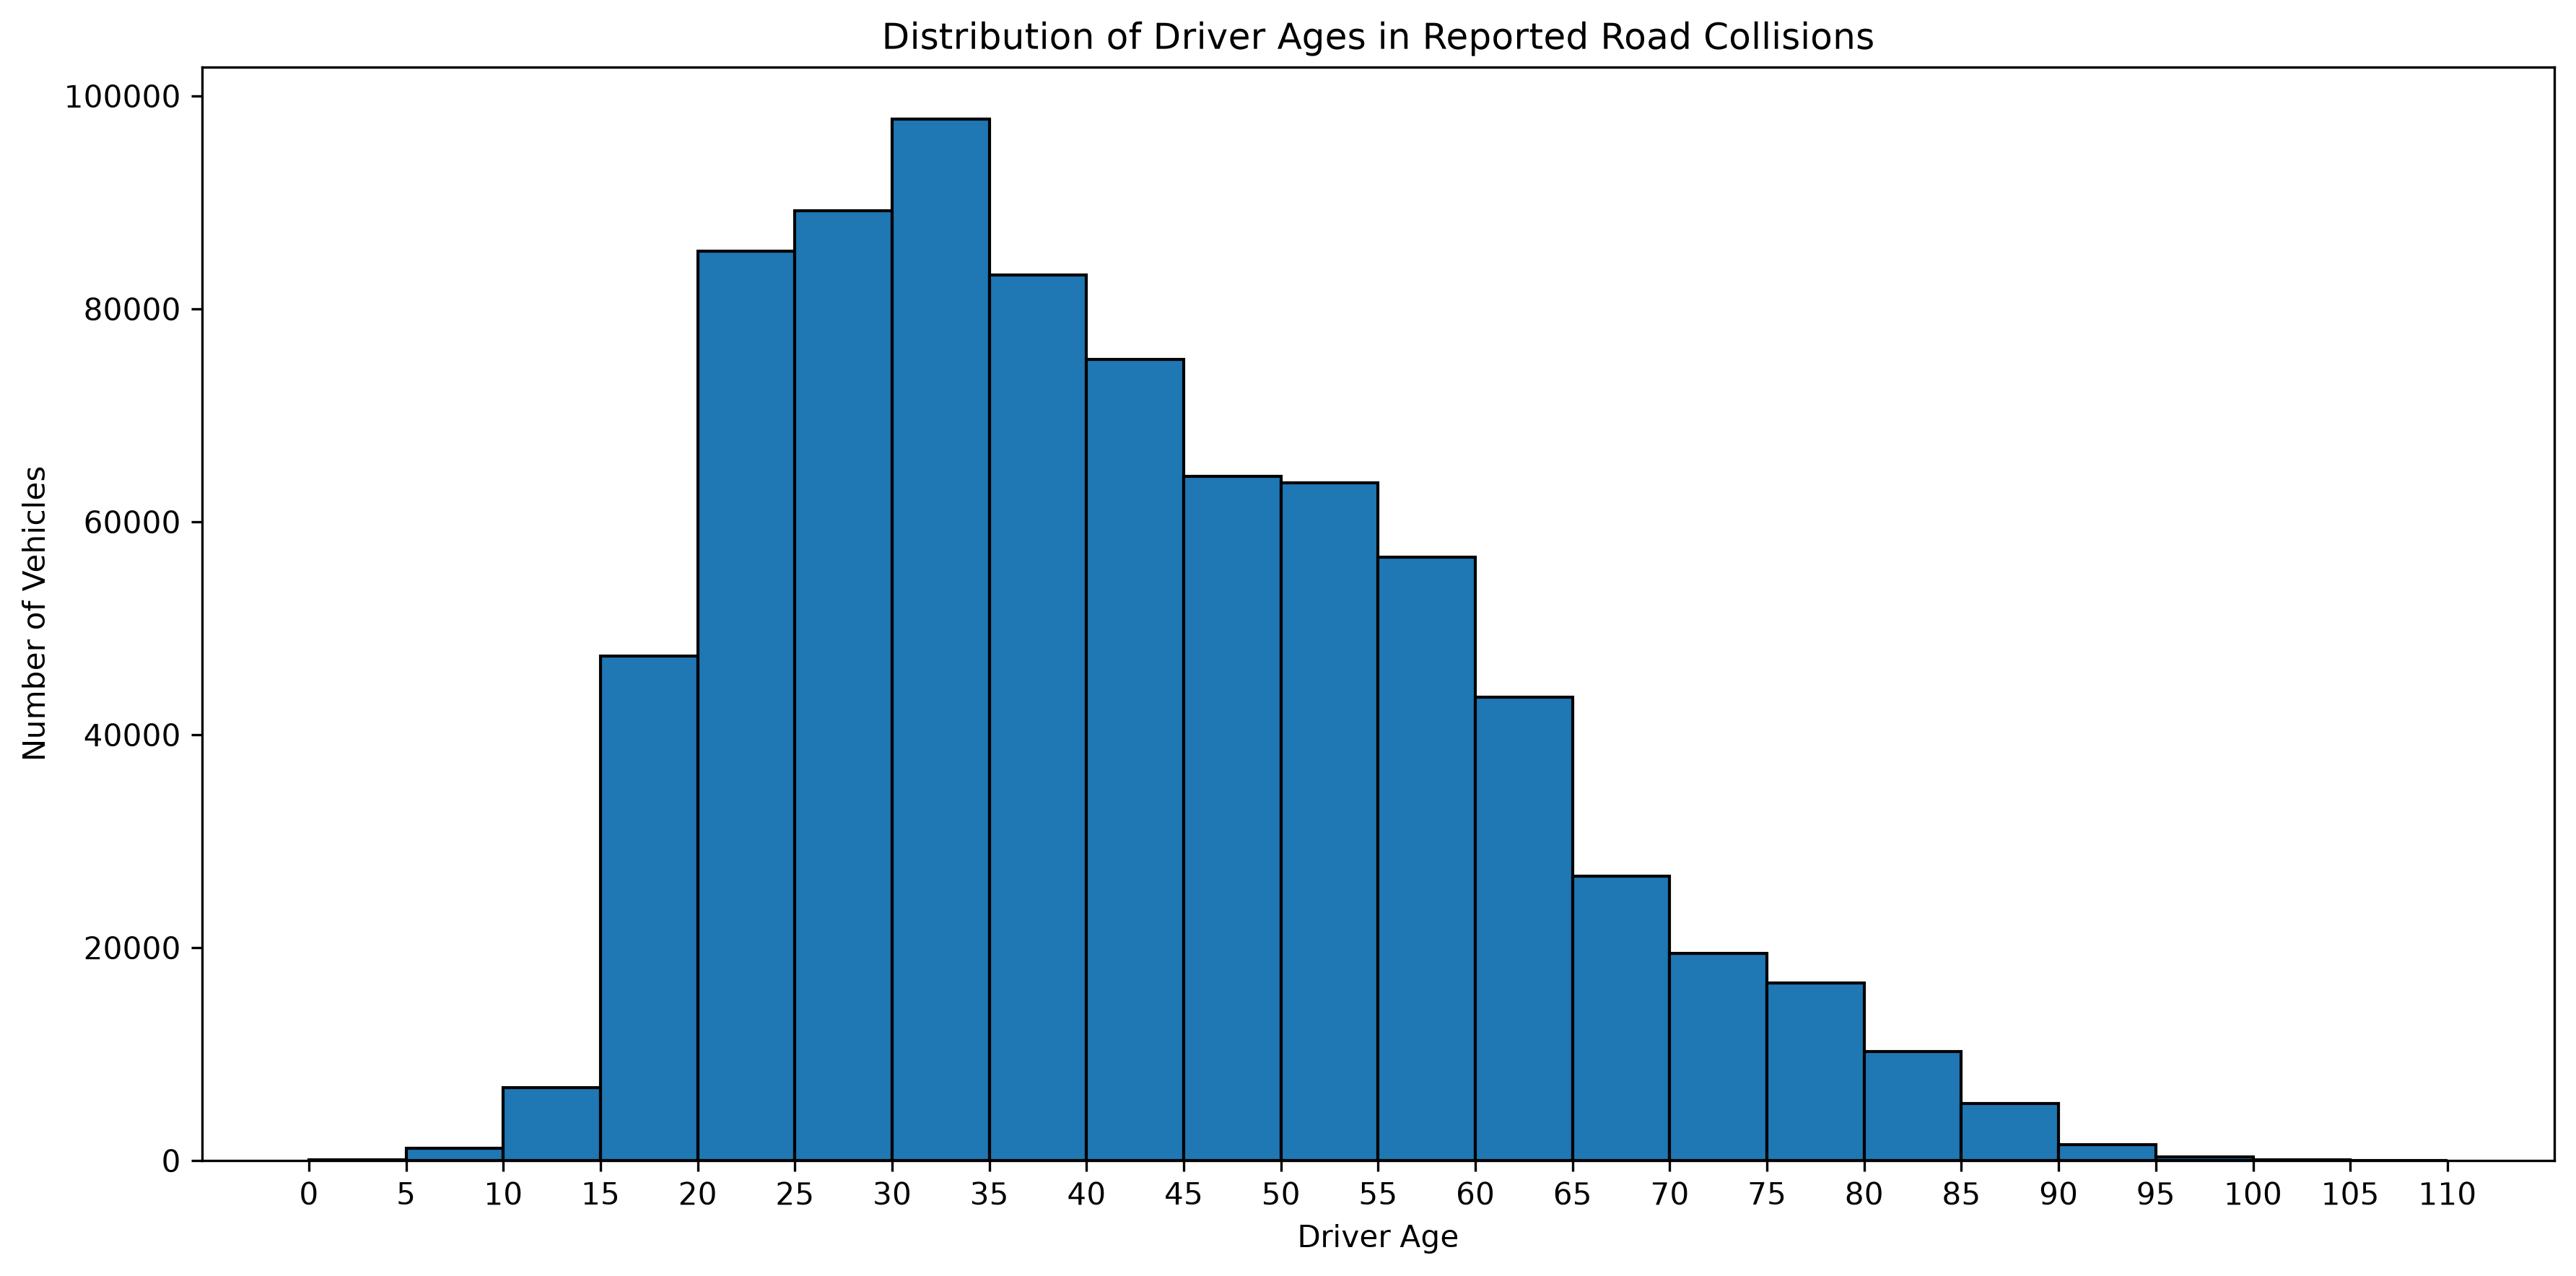 Distribution of Driver Ages in Reported Road Collisions
100000
80000
60000
40000
20000
0
Number of Vehicles
0 5 10 15 20 25 30 35 40 45 50 55 60 65 70 75 80 85 90 95 100 105 110
Driver Age